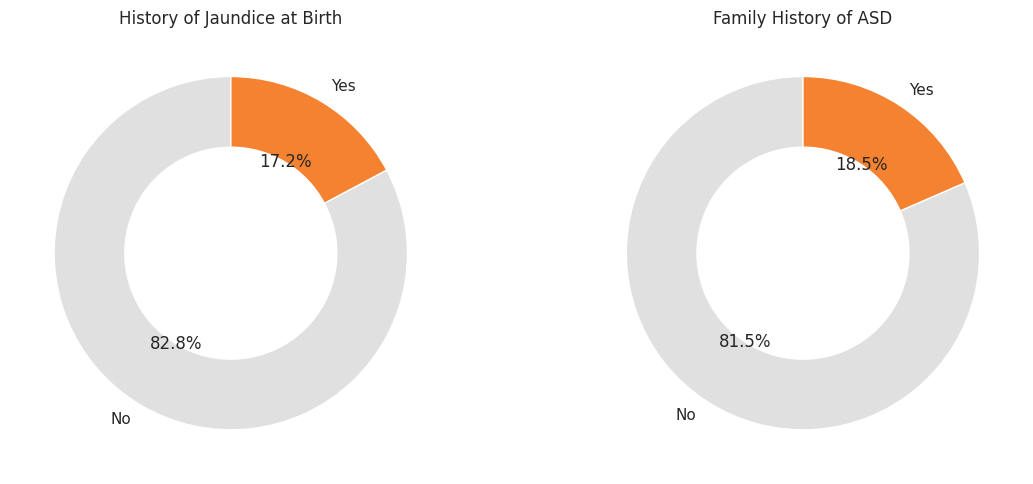 History of Jaundice at Birth
Yes
17.2%
82.8%
No
Family History of ASD
Yes
18.5%
81.5%
No